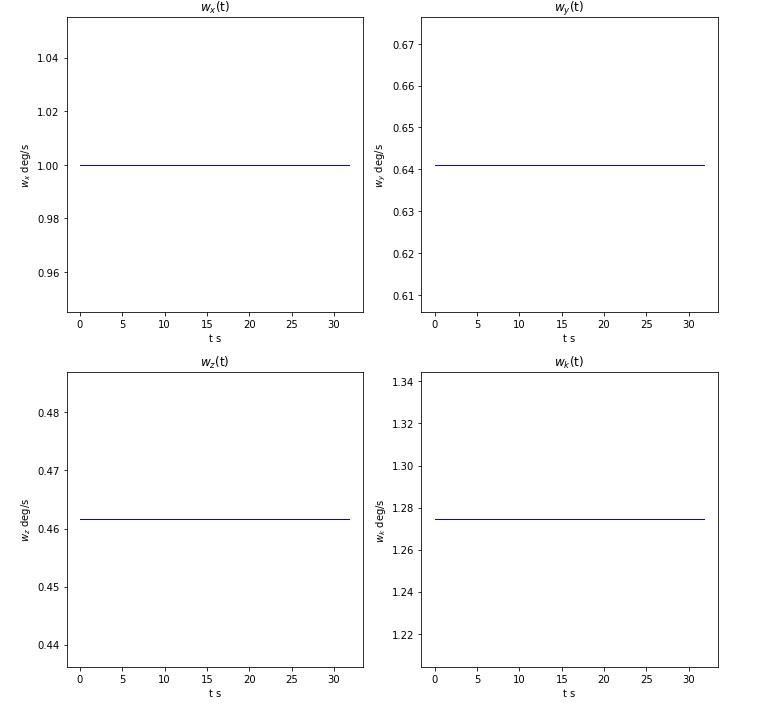 w_x(t)
1.04
1.02
1.00
0.98
0.96
w_x deg/s
0 5 10 15 20 25 30
t s
w_y(t)
0.67
0.66
0.65
0.64
0.63
0.62
0.61
w_y deg/s
0 5 10 15 20 25 30
t s
w_z(t)
0.48
0.47
0.46
0.45
0.44
w_z deg/s
0 5 10 15 20 25 30
t s
w_k(t)
1.34
1.32
1.30
1.28
1.26
1.24
1.22
w_k deg/s
0 5 10 15 20 25 30
t s